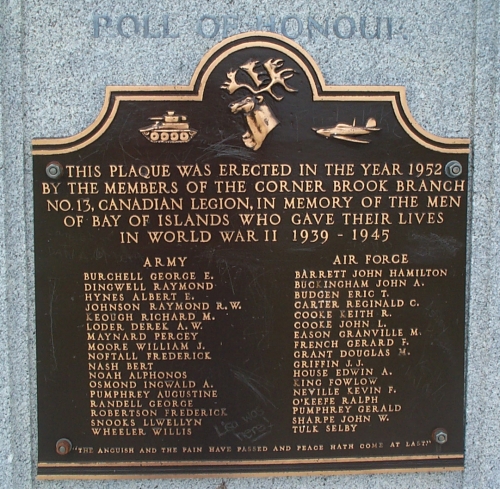 ROLL OF HONOUR
THIS PLAQUE WAS ERECTED IN THE YEAR 1952
BY THE MEMBERS OF THE CORNER BROOK BRANCH
NO. 13, CANADIAN LEGION, IN MEMORY OF THE MEN
OF BAY OF ISLANDS WHO GAVE THEIR LIVES
IN WORLD WAR II 1939 - 1945
ARMY
BURCHELL GEORGE E.
DINGWELL RAYMOND
HYNES ALBERT E.
JOHNSON RAYMOND R.W.
KEOUGH RICHARD M.
LODER DEREK A.W.
MAYNARD PERCEY
MOORE WILLIAM J.
NOFTALL FREDERICK
NASH BERT
NOAH ALPHONOS
OSMOND INGWALD A.
PUMPHREY AUGUSTINE
RANDELL GEORGE
ROBERTSON FREDERICK
SNOOKS LLWELLYN
WHEELER WILLIS
AIR FORCE
BARRETT JOHN HAMILTON
BUCKINGHAM JOHN A.
BUDGEN ERIC T.
CARTER REGINALD C.
COOKE KEITH R.
COOKE JOHN L.
EASON GRANVILLE M.
FRENCH GERARD F.
GRANT DOUGLAS M.
GRIFFIN J.J.
HOUSE EDWIN A.
KING FOWLOW
NEVILLE KEVIN F.
O'KEEFE RALPH
PUMPHREY GERALD
SHARPE JOHN W.
TULK SELBY
"THE ANGUISH AND THE PAIN HAVE PASSED AND PEACE HATH COME AT LAST."